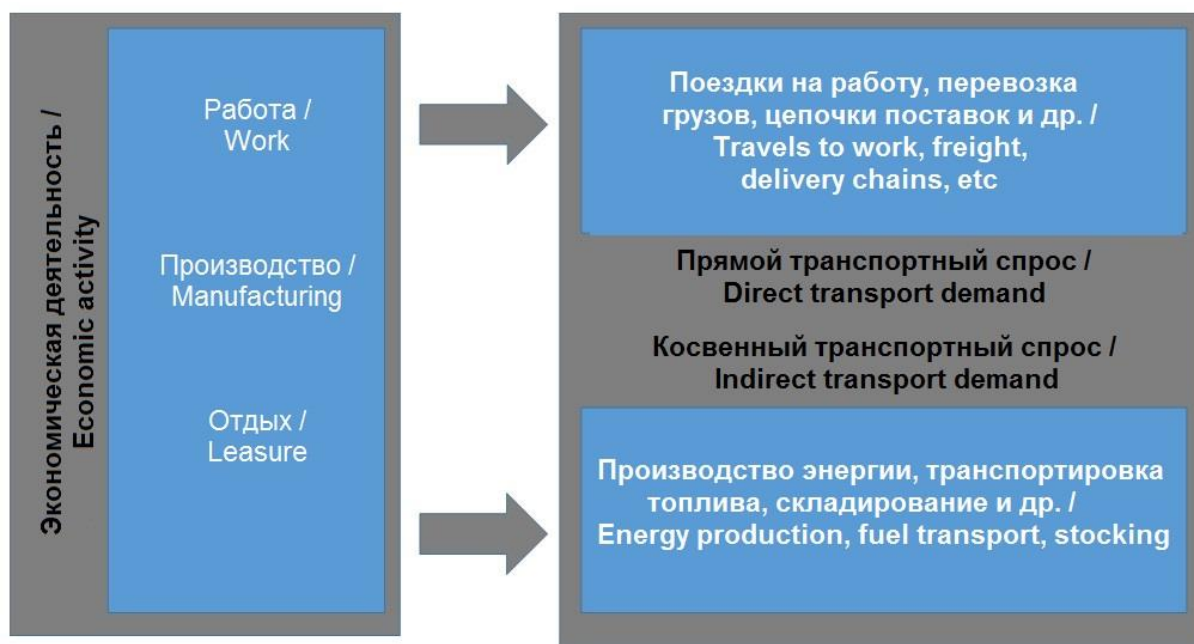 Экономическая деятельность /
Economic activity
Работа /
Work
Производство /
Manufacturing
Отдых /
Leasure
Поездки на работу, перевозка
грузов, цепочки поставок и др. /
Travels to work, freight,
delivery chains, etc
Прямой транспортный спрос /
Direct transport demand
Косвенный транспортный спрос /
Indirect transport demand
Производство энергии, транспортировка
топлива, складирование и др. /
Energy production, fuel transport, stocking